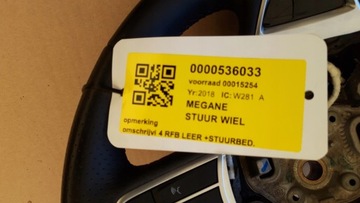 0000536033
voorraad 00015254
Yr:2018 IC:W281 A
MEGANE
STUUR WIEL
opmerking
omschrijvi 4 RFB LEER +STUURBED.